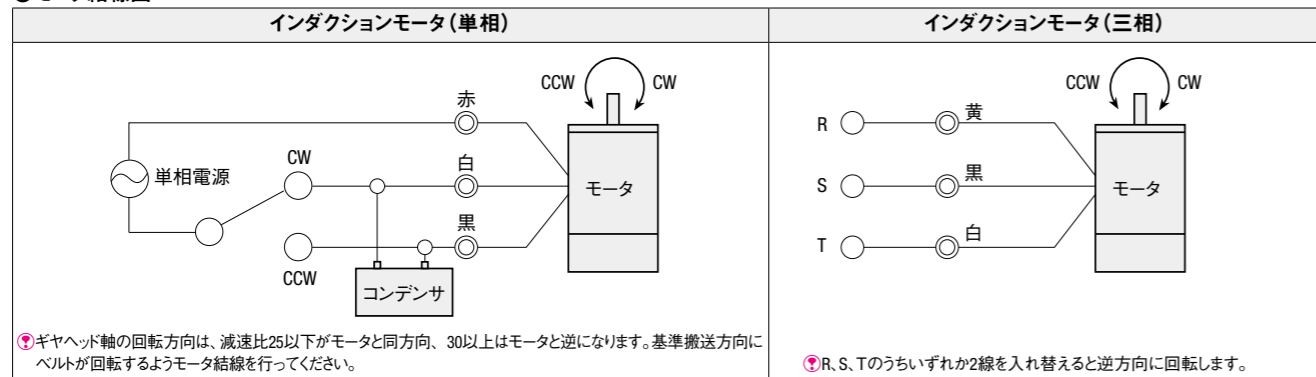 インダクションモータ(単相)
赤
CCW
CW
単相電源
CW
白
モータ
黒
CCW
コンデンサ
ギヤヘッド軸の回転方向は、減速比25以下がモータと同方向、30以上はモータと逆になります。基準搬送方向に
ベルトが回転するようモータ結線を行ってください。
インダクションモータ(三相)
CCW
CW
R
黄
S
黒
モータ
T
白
R、S、Tのうちいずれか2線を入れ替えると逆方向に回転します。